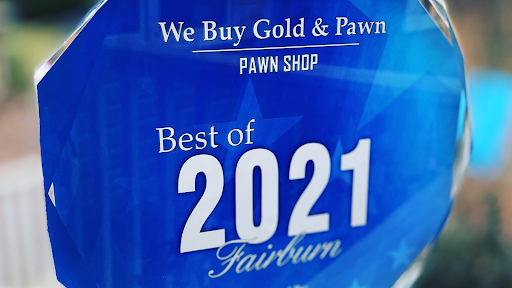 We Buy Gold & Pawn
PAWN SHOP
Best of
2021
Fairburn